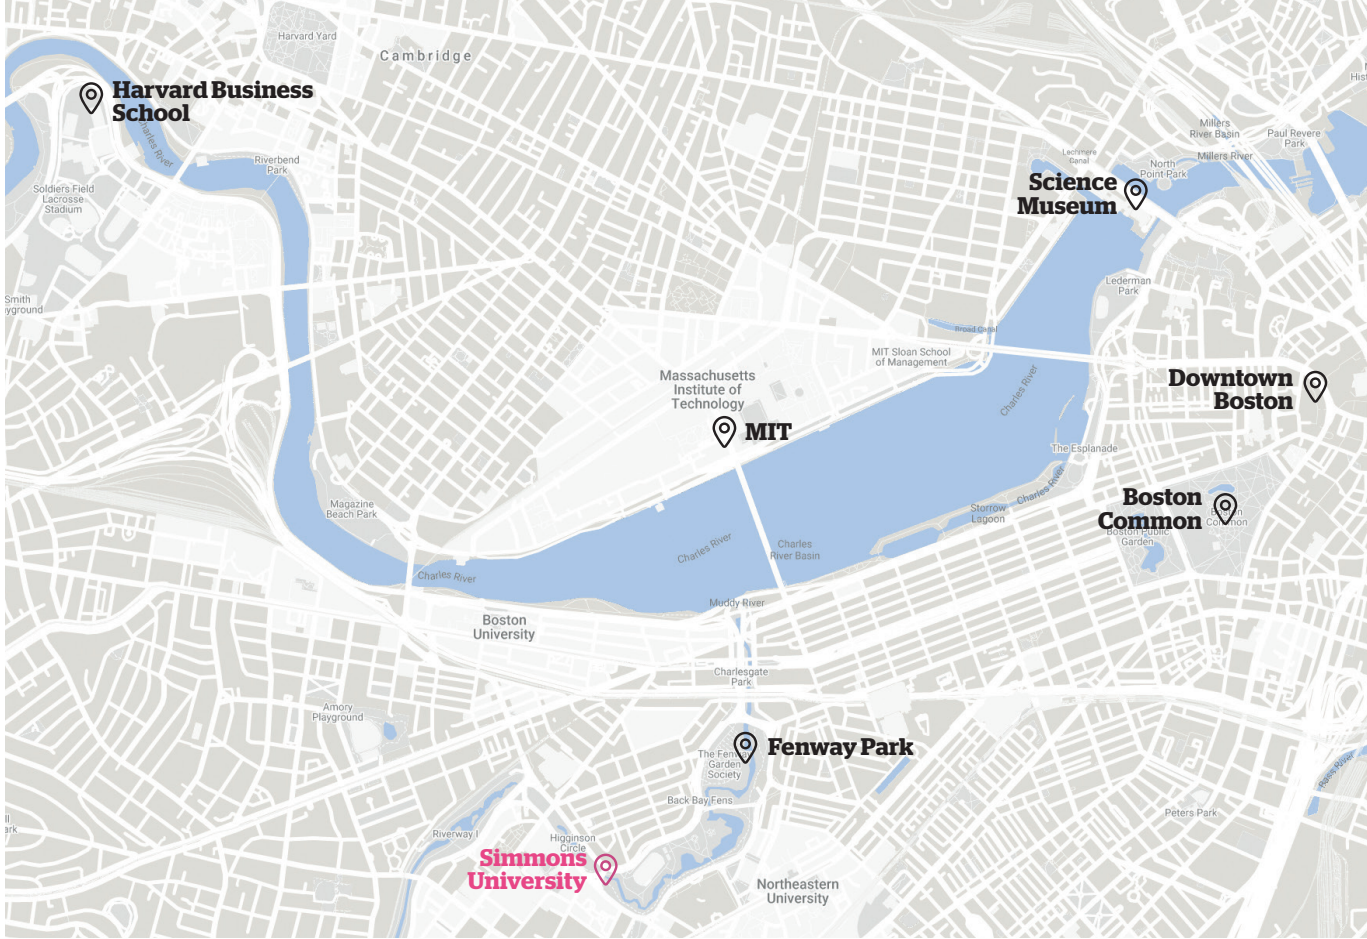 Harvard Yard
Cambridge
Harvard Business
School
Charles River
Riverbend
Park
Soldiers Field
Lacrosse
Stadium
Smith
Millers
River Basin
Paul Revere
Park
Millers River
Lechmere
Canal
North
Point Park
Science
Museum
Lederman
Park
Broad Canal
MIT Sloan School
of Management
Massachusetts
Institute of
Technology
MIT
Charles River
Downtown
Boston
The Esplanade
Charles River
Storrow
Lagoon
Boston
Common
Common
Boston Public
Garden
Magazine
Beach Park
Charles River
Charles River
Charles
River Basin
Muddy River
Boston
University
Charlesgate
Park
Amory
Playground
Fenway Park
The Fenway
Garden
Society
Back Bay Fens
Bass River
Peters Park
Riverway I
Higginson
Circle
Simmons
University
Northeastern
University